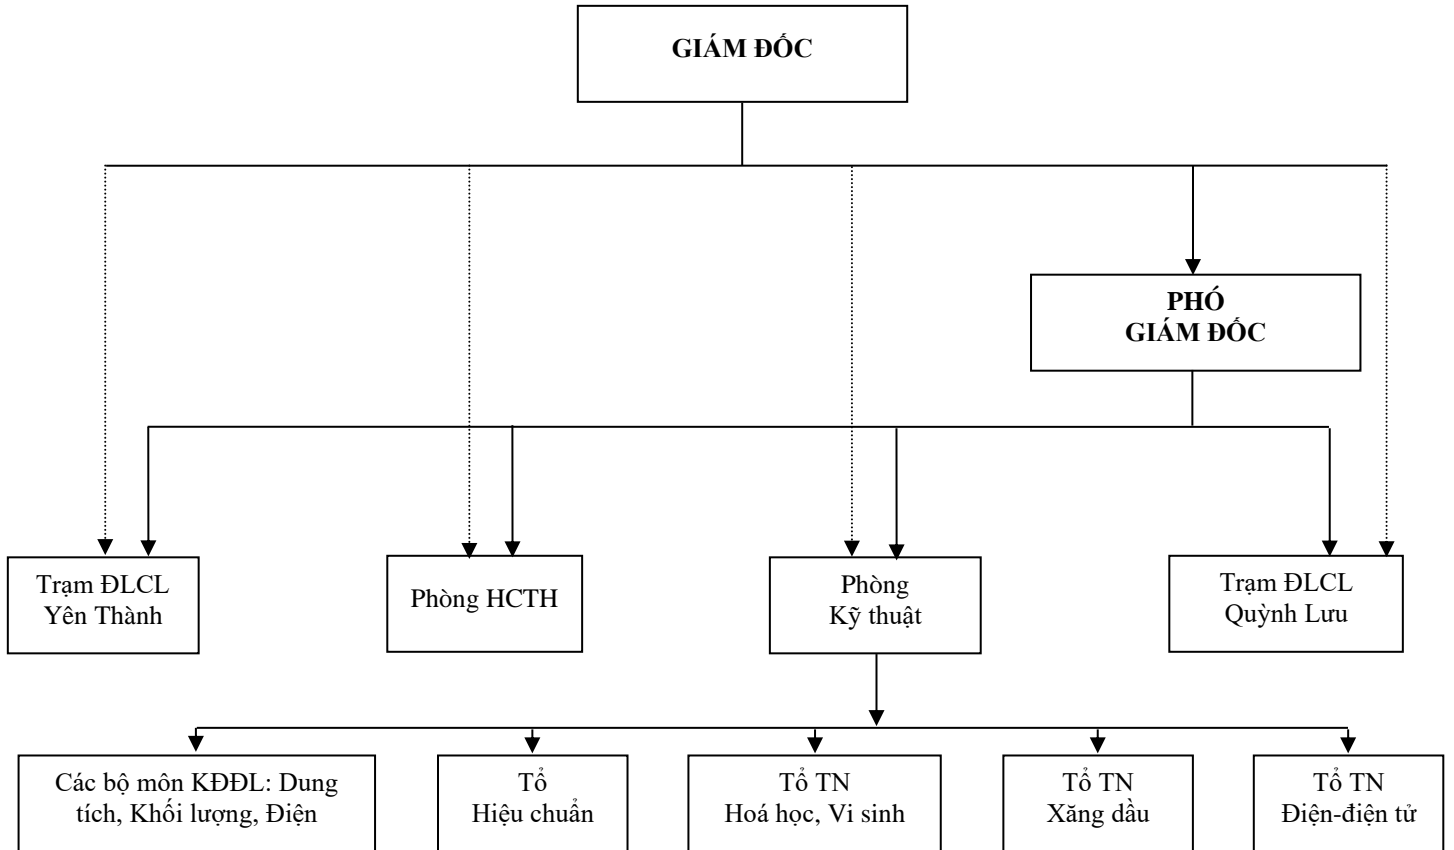 GIÁM ĐỐC
PHÓ
GIÁM ĐỐC
Trạm ĐLCL
Yên Thành
Phòng HCTH
Phòng
Kỹ thuật
Trạm ĐLCL
Quỳnh Lưu
Các bộ môn KĐĐL: Dung
tích, Khối lượng, Điện
Tổ
Hiệu chuẩn
Tổ TN
Hoá học, Vi sinh
Tổ TN
Xăng dầu
Tổ TN
Điện-điện tử